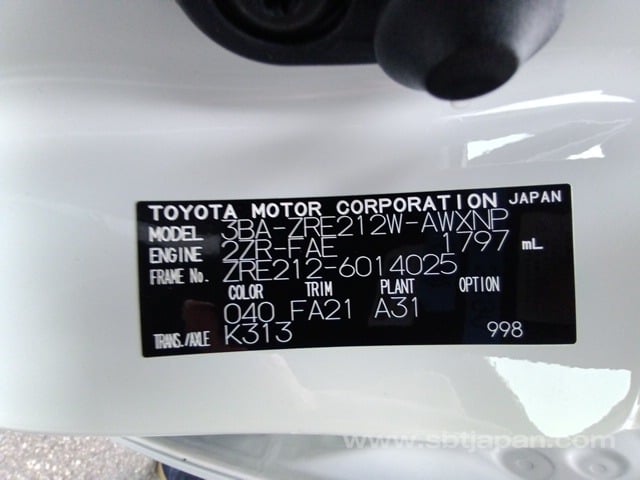 TOYOTA MOTOR CORPORATION JAPAN
MODEL 3BA-ZRE212W-AWXNP
ENGINE 2ZR-FAE 1797 mL
FRAME No. ZRE212-6014025
COLOR TRIM PLANT OPTION
040 FA21 A31
TRANS./AXLE K313 998
www.sbtjapan.com